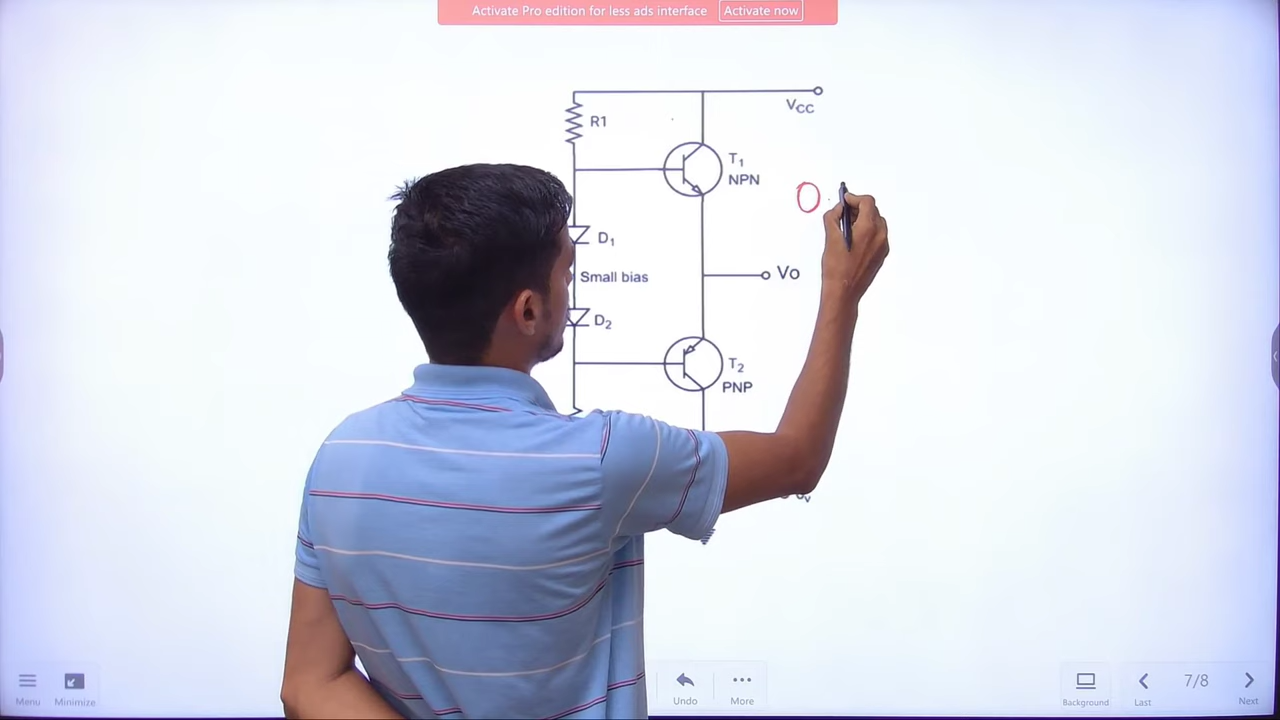 Activate Pro edition for less ads interface Activate now
VCC
R1
T1
NPN
0
D1
Small bias
Vo
D2
T2
PNP
Menu
Minimize
Undo
More
Background
Last
7/8
Next